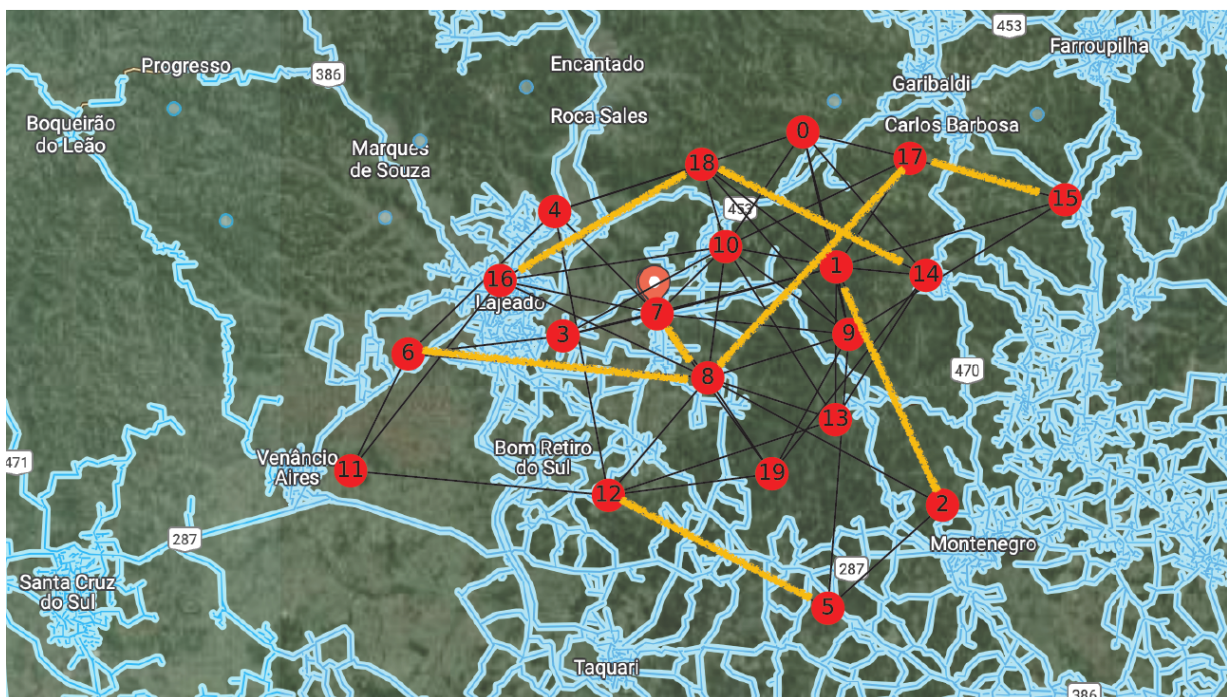 453
Farroupilha
Encantado
Progresso
386
Garibaldi
Roca Sales
Boqueirão
do Leão
Carlos Barbosa
0
17
Marques
de Souza
18
15
4
453
10
1
14
16
Lajeado
7
3
9
6
470
8
13
Bom Retiro
do Sul
Venâncio
Aires
471
11
19
12
2
287
Montenegro
287
Santa Cruz
do Sul
5
Taquari
386